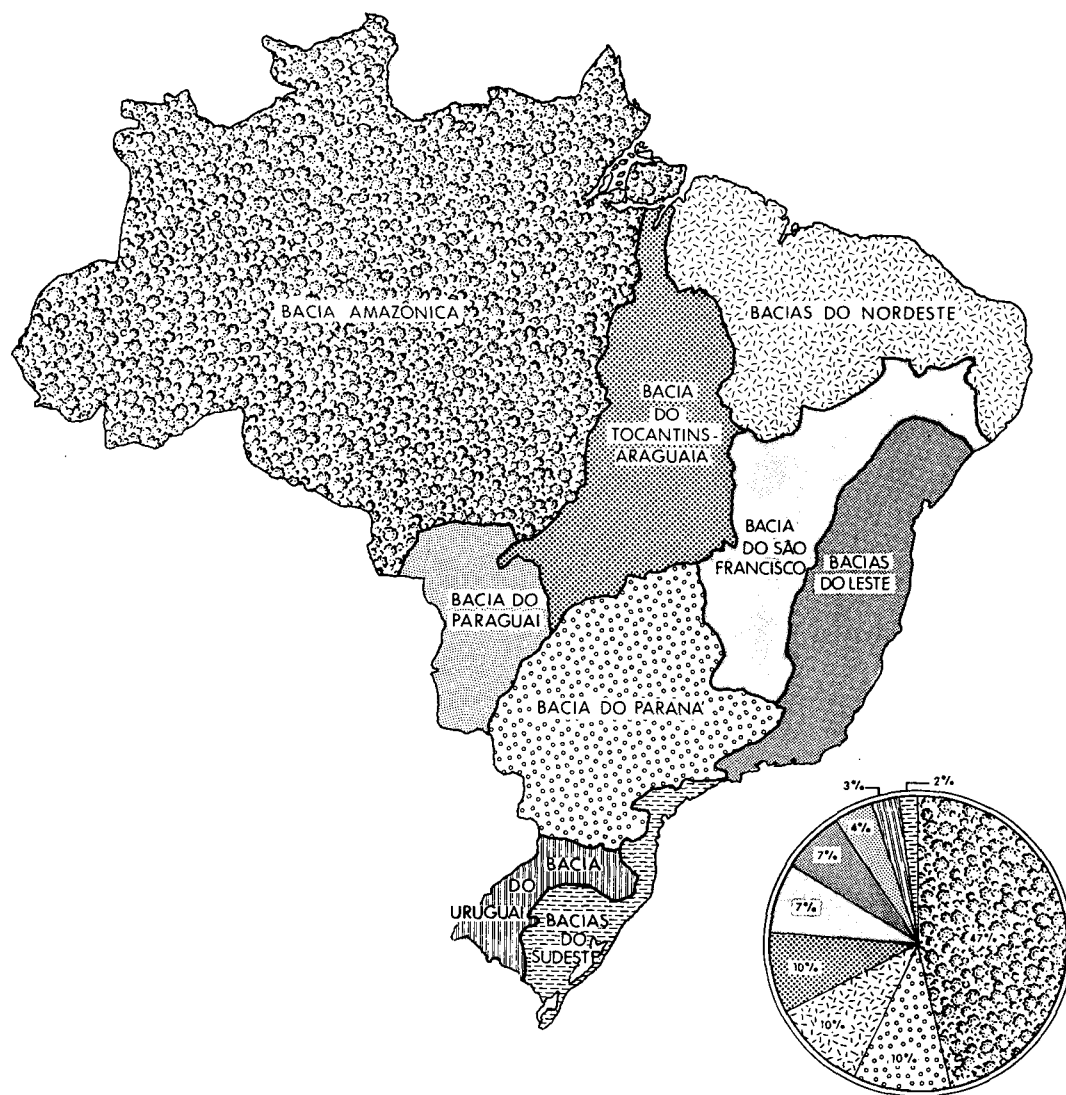 BACIA AMAZÔNICA
BACIAS DO NORDESTE
BACIA
DO
TOCANTINS-
ARAGUAIA
BACIA
DO SÃO
FRANCISCO
BACIAS
DO LESTE
BACIA DO
PARAGUAI
BACIA DO PARANÁ
BACIA
DO
URUGUAI
BACIAS
DO
SUDESTE
3%
2%
4%
7%
7%
47%
10%
10%
10%